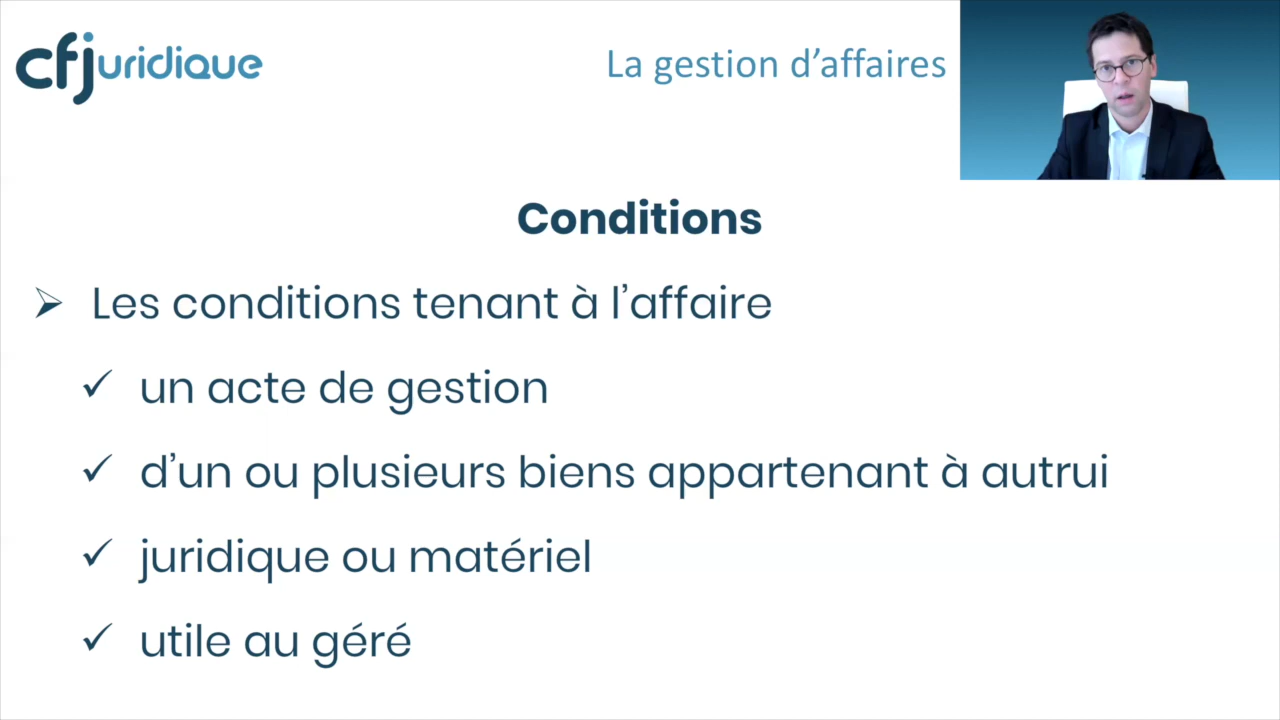 cfjuridique
La gestion d’affaires
Conditions
Les conditions tenant à l’affaire
un acte de gestion
d’un ou plusieurs biens appartenant à autrui
juridique ou matériel
utile au géré